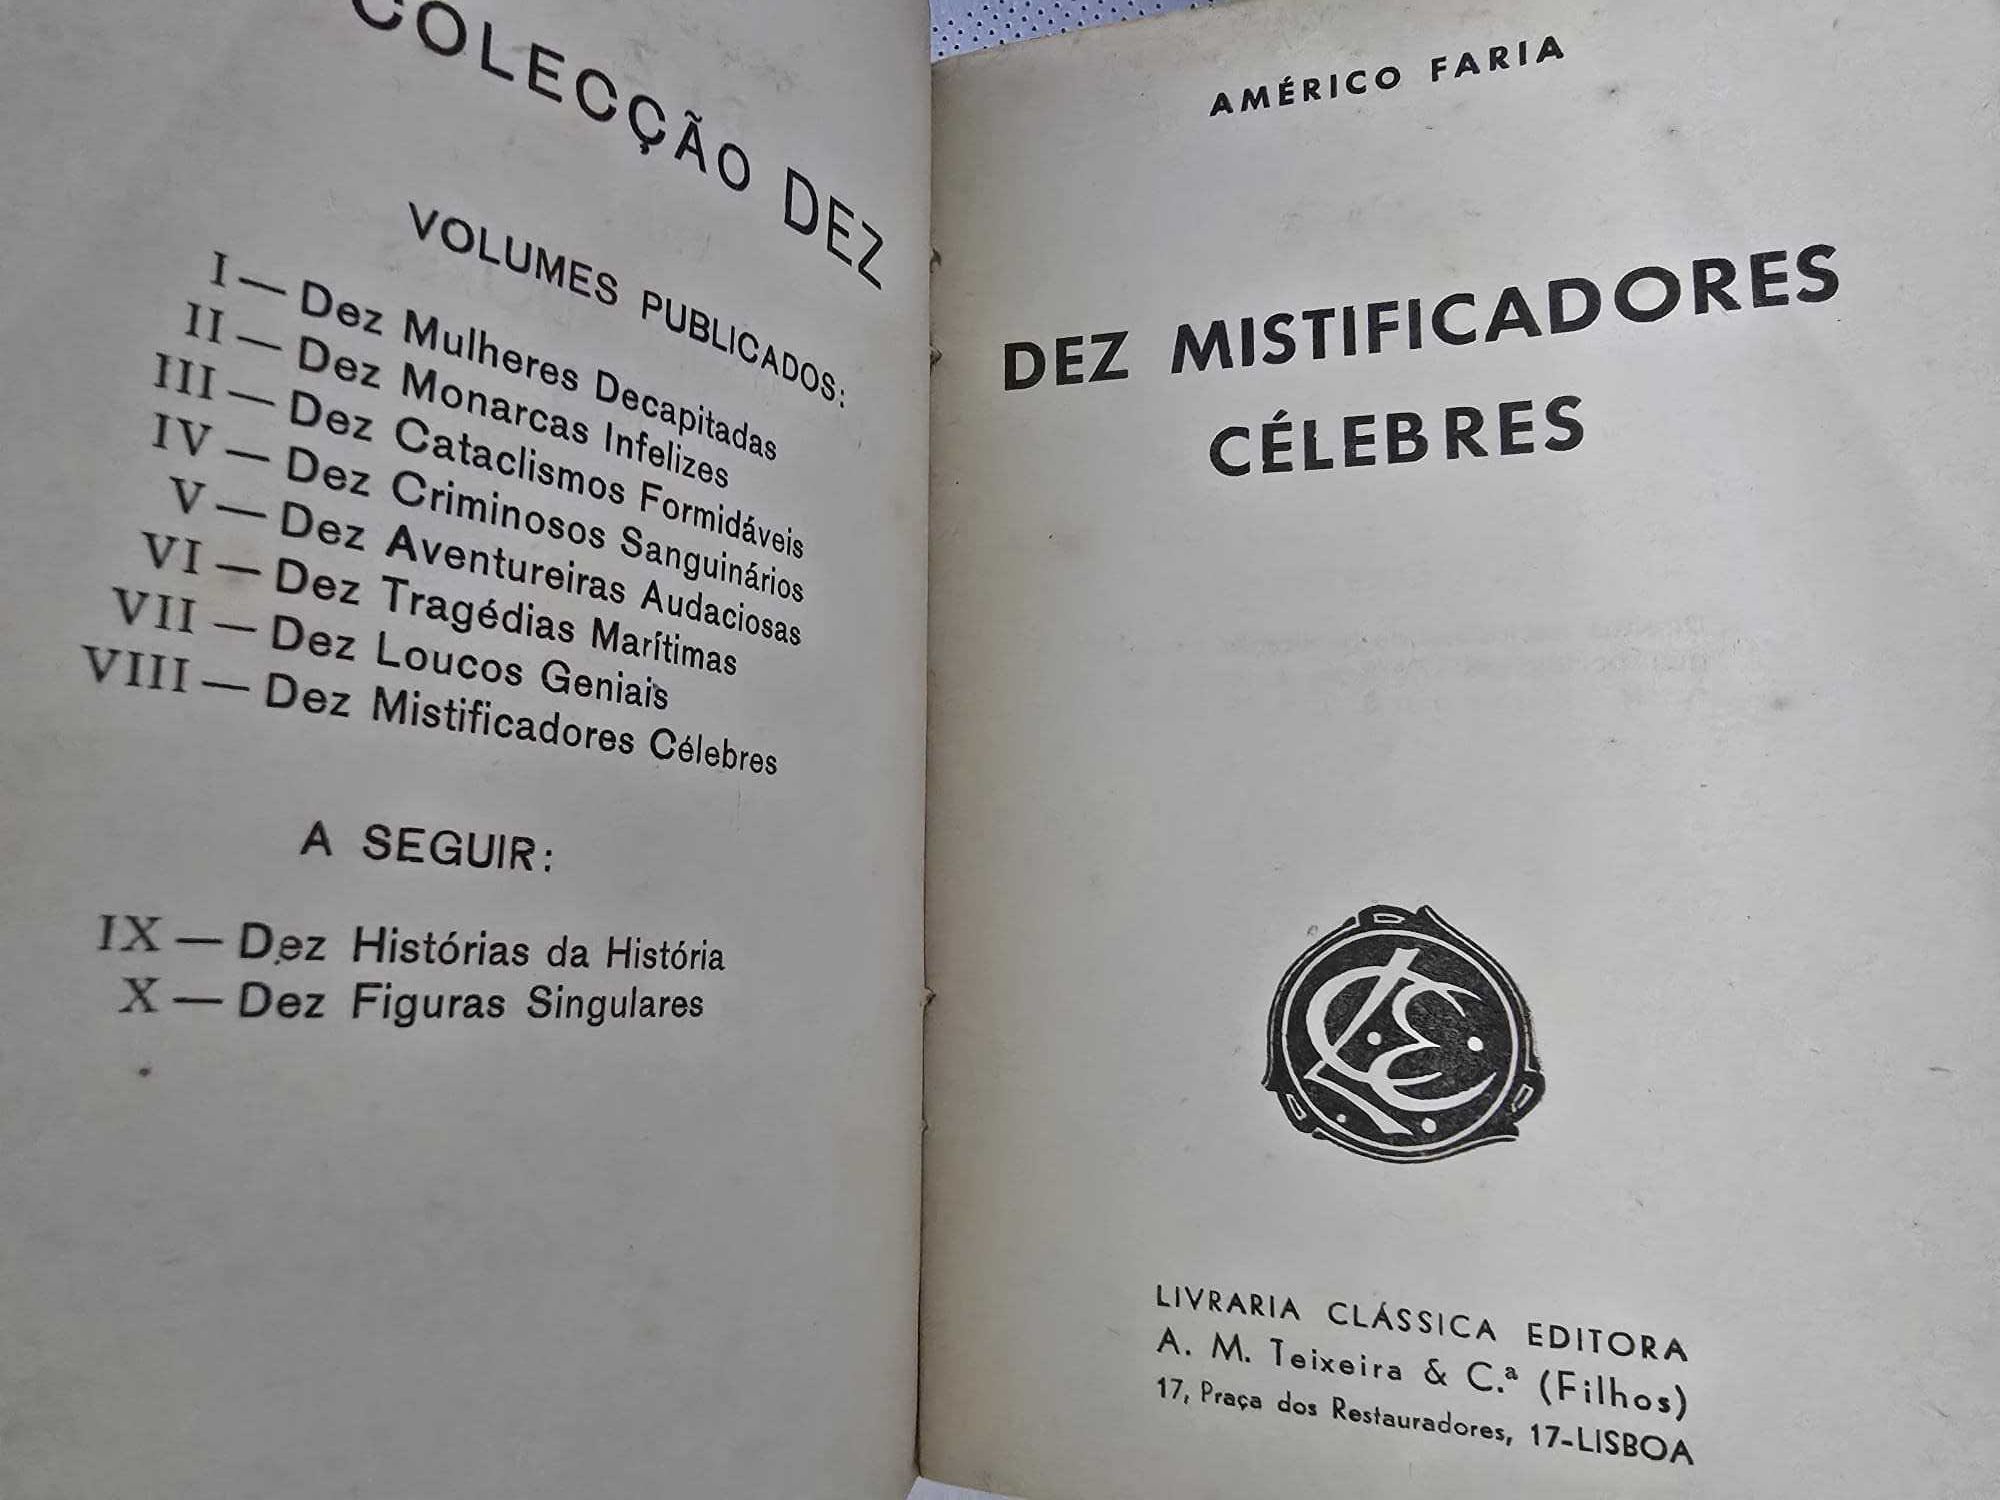 COLECÇÃO DEZ
VOLUMES PUBLICADOS:
I — Dez Mulheres Decapitadas
II — Dez Monarcas Infelizes
III — Dez Cataclismos Formidáveis
IV — Dez Criminosos Sanguinários
V — Dez Aventureiras Audaciosas
VI — Dez Tragédias Marítimas
VII — Dez Loucos Geniais
VIII — Dez Mistificadores Célebres
A SEGUIR:
IX — Dez Histórias da História
X — Dez Figuras Singulares
AMÉRICO FARIA
DEZ MISTIFICADORES
CÉLEBRES
LCE
LIVRARIA CLÁSSICA EDITORA
A. M. Teixeira & C.ª (Filhos)
17, Praça dos Restauradores, 17-LISBOA